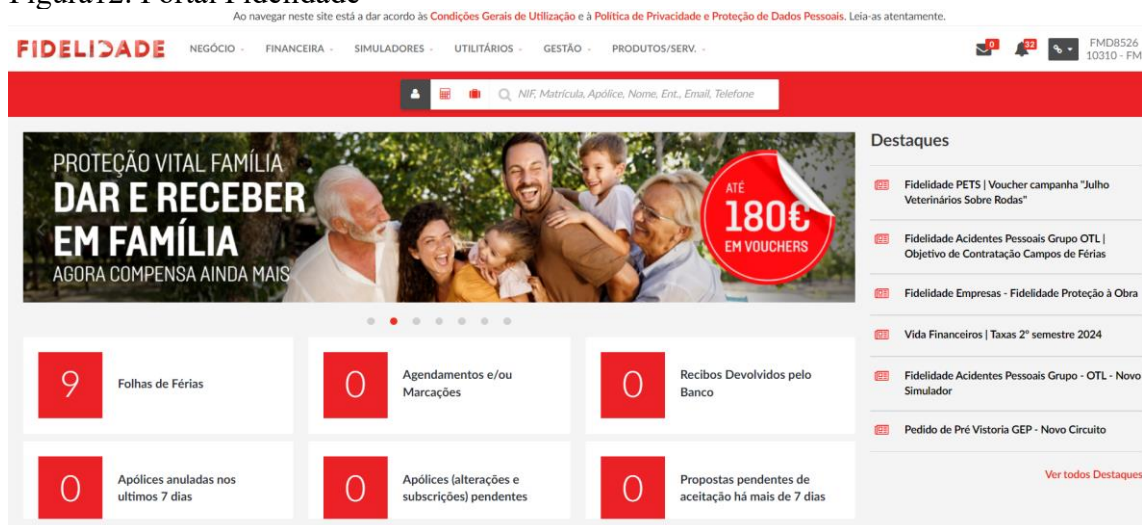 Figura12: Portal Fidelidade
Ao navegar neste site está a dar acordo às Condições Gerais de Utilização e à Política de Privacidade e Proteção de Dados Pessoais. Leia-as atentamente.
FIDELIDADE NEGÓCIO FINANCEIRA SIMULADORES UTILITÁRIOS GESTÃO PRODUTOS/SERV. 0 32 FMD8526
10310 - FM
NIF, Matrícula, Apólice, Nome, Ent., Email, Telefone
PROTEÇÃO VITAL FAMÍLIA
DAR E RECEBER
EM FAMÍLIA
AGORA COMPENSA AINDA MAIS
ATÉ
180€
EM VOUCHERS
Destaques
Fidelidade PETS | Voucher campanha "Julho
Veterinários Sobre Rodas"
Fidelidade Acidentes Pessoais Grupo OTL |
Objetivo de Contratação Campos de Férias
Fidelidade Empresas - Fidelidade Proteção à Obra
Vida Financeiros | Taxas 2º semestre 2024
Fidelidade Acidentes Pessoais Grupo - OTL - Novo
Simulador
Pedido de Pré Vistoria GEP - Novo Circuito
Ver todos Destaques
9 Folhas de Férias
0 Agendamentos e/ou
Marcações
0 Recibos Devolvidos pelo
Banco
0 Apólices anuladas nos
ultimos 7 dias
0 Apólices (alterações e
subscrições) pendentes
0 Propostas pendentes de
aceitação há mais de 7 dias